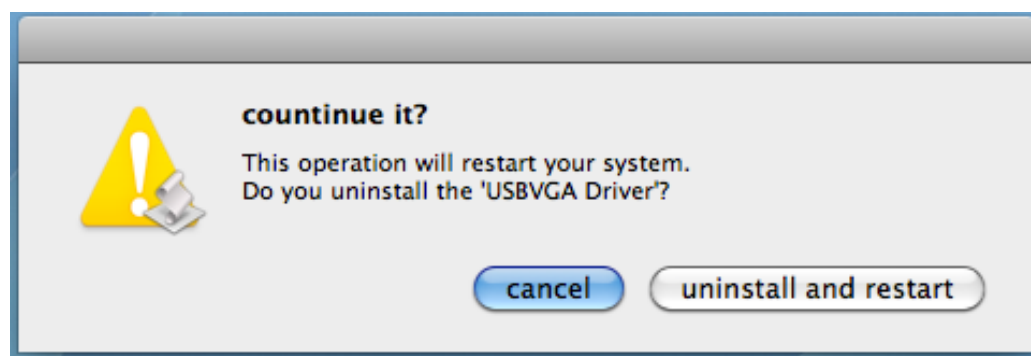 countinue it?
This operation will restart your system.
Do you uninstall the 'USBVGA Driver'?
cancel
uninstall and restart